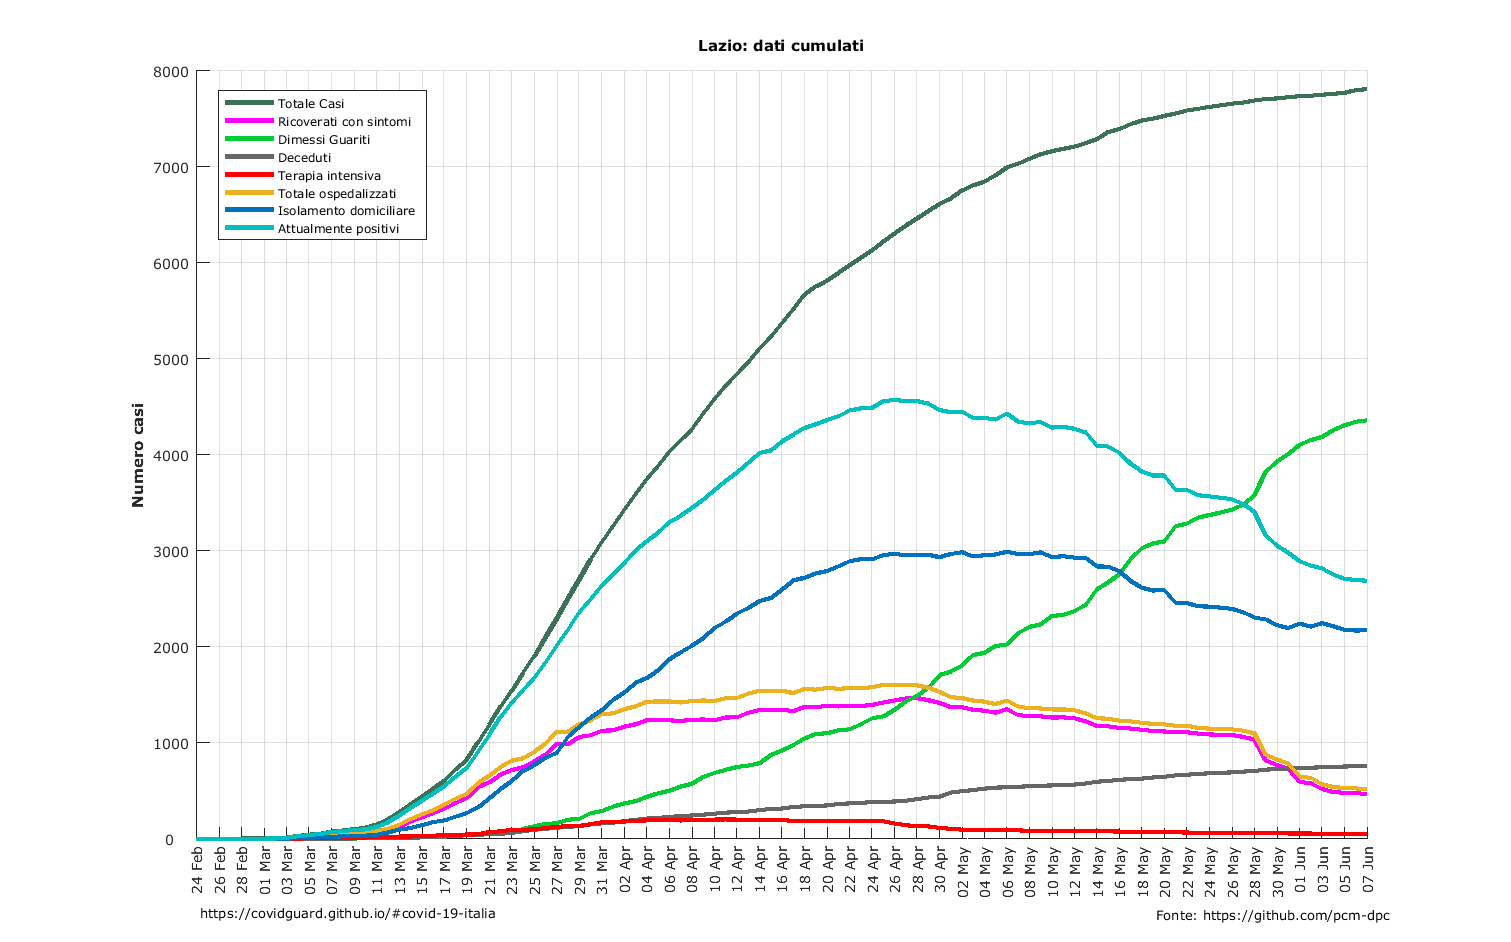 Lazio: dati cumulati
8000
7000
6000
5000
4000
3000
2000
1000
0
Numero casi
Totale Casi
Ricoverati con sintomi
Dimessi Guariti
Deceduti
Terapia intensiva
Totale ospedalizzati
Isolamento domiciliare
Attualmente positivi
24 Feb
26 Feb
28 Feb
01 Mar
03 Mar
05 Mar
07 Mar
09 Mar
11 Mar
13 Mar
15 Mar
17 Mar
19 Mar
21 Mar
23 Mar
25 Mar
27 Mar
29 Mar
31 Mar
02 Apr
04 Apr
06 Apr
08 Apr
10 Apr
12 Apr
14 Apr
16 Apr
18 Apr
20 Apr
22 Apr
24 Apr
26 Apr
28 Apr
30 Apr
02 May
04 May
06 May
08 May
10 May
12 May
14 May
16 May
18 May
20 May
22 May
24 May
26 May
28 May
30 May
01 Jun
03 Jun
05 Jun
07 Jun
https://covidguard.github.io/#covid-19-italia
Fonte: https://github.com/pcm-dpc